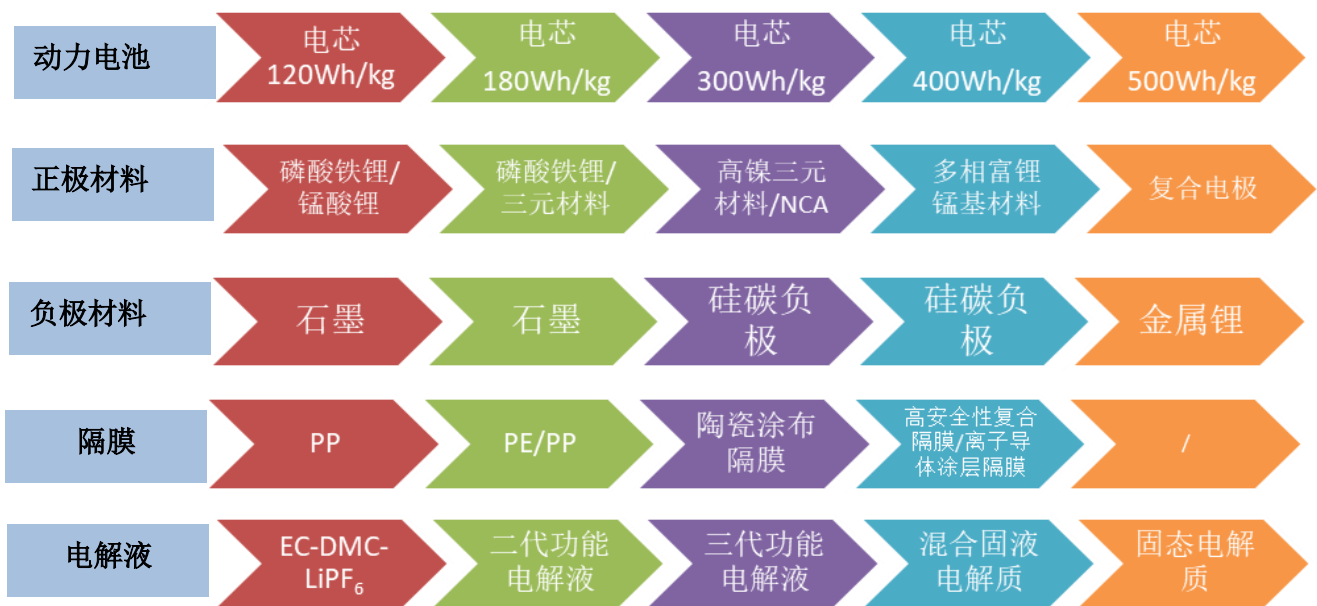 动力电池
电芯
120Wh/kg
电芯
180Wh/kg
电芯
300Wh/kg
电芯
400Wh/kg
电芯
500Wh/kg
正极材料
磷酸铁锂/
锰酸锂
磷酸铁锂/
三元材料
高镍三元
材料/NCA
多相富锂
锰基材料
复合电极
负极材料
石墨
石墨
硅碳负
极
硅碳负
极
金属锂
隔膜
PP
PE/PP
陶瓷涂布
隔膜
高安全性复合
隔膜/离子导
体涂层隔膜
/
电解液
EC-DMC-
LiPF₆
二代功能
电解液
三代功能
电解液
混合固液
电解质
固态电解
质